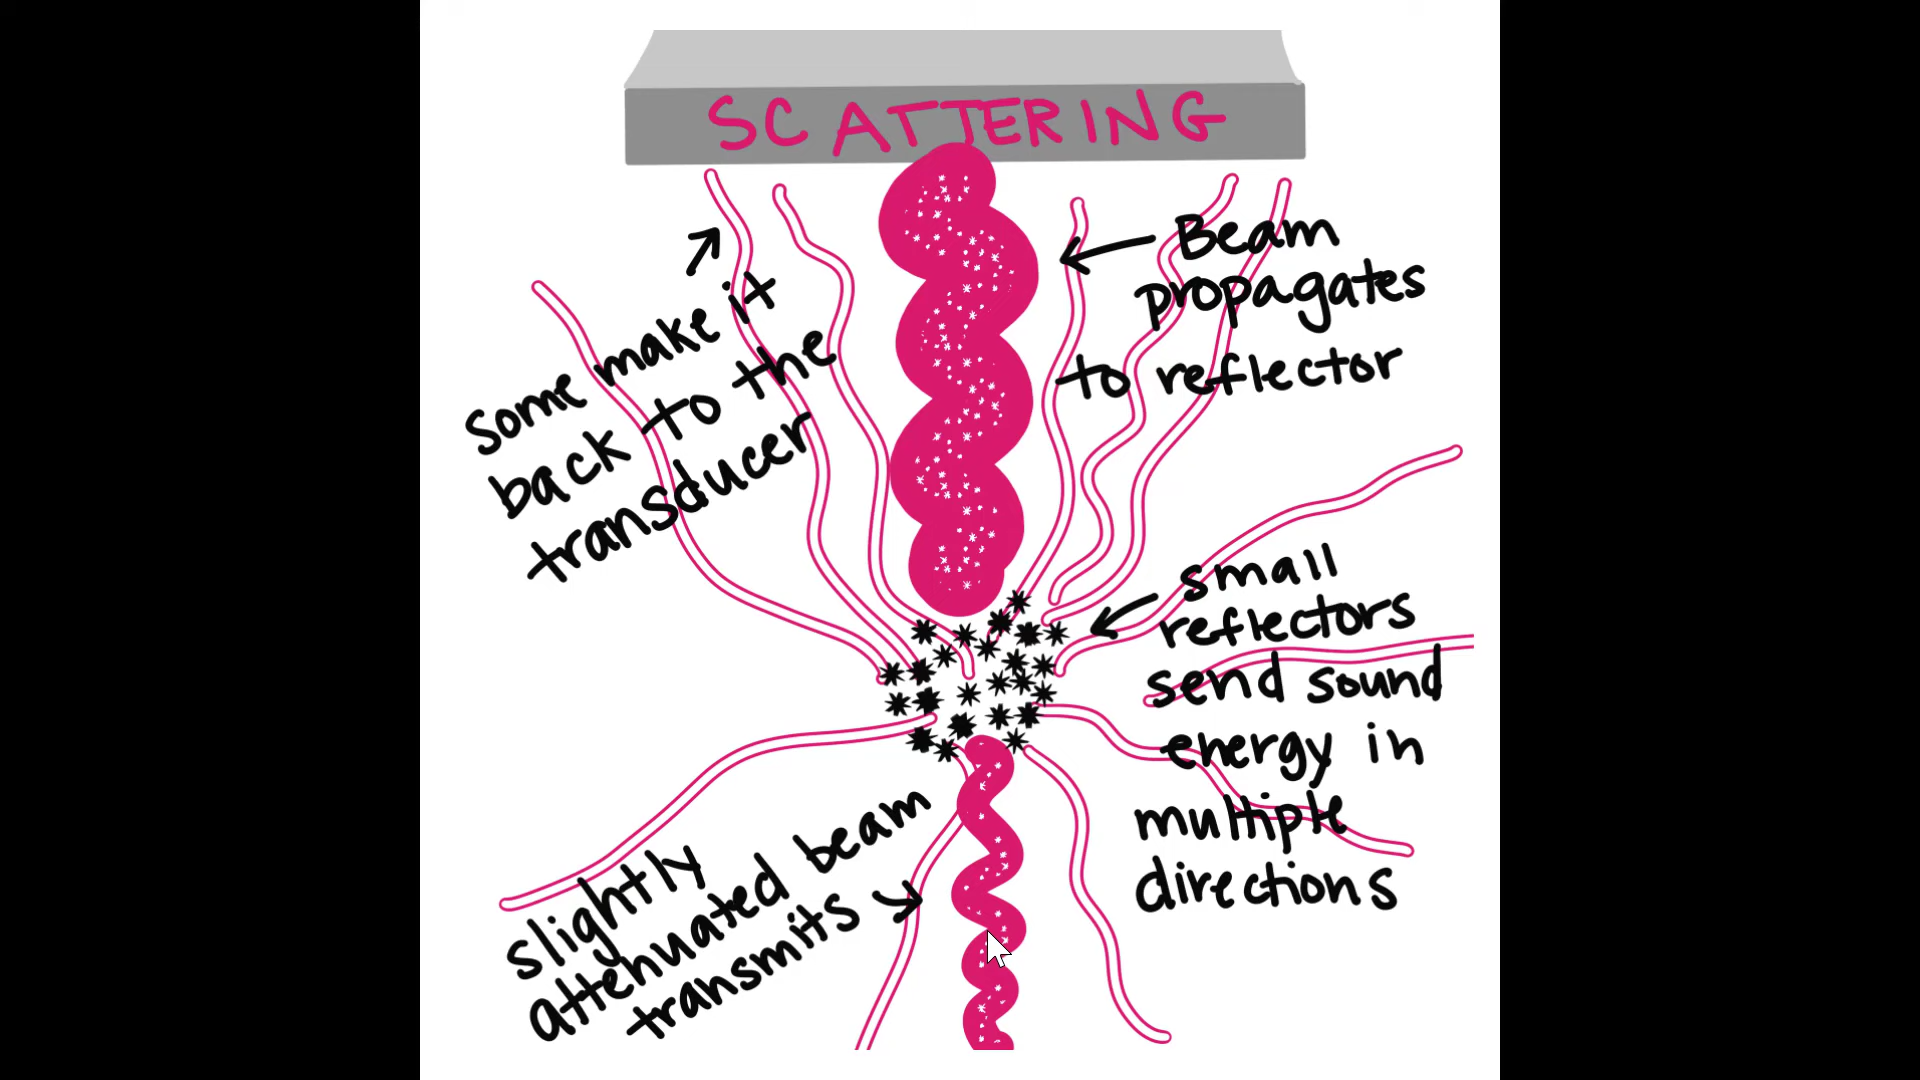 SCATTERING
Some make it
back to the
transducer
Beam
propagates
to reflector
small
reflectors
send sound
energy in
multiple
directions
slightly
attenuated beam
transmits